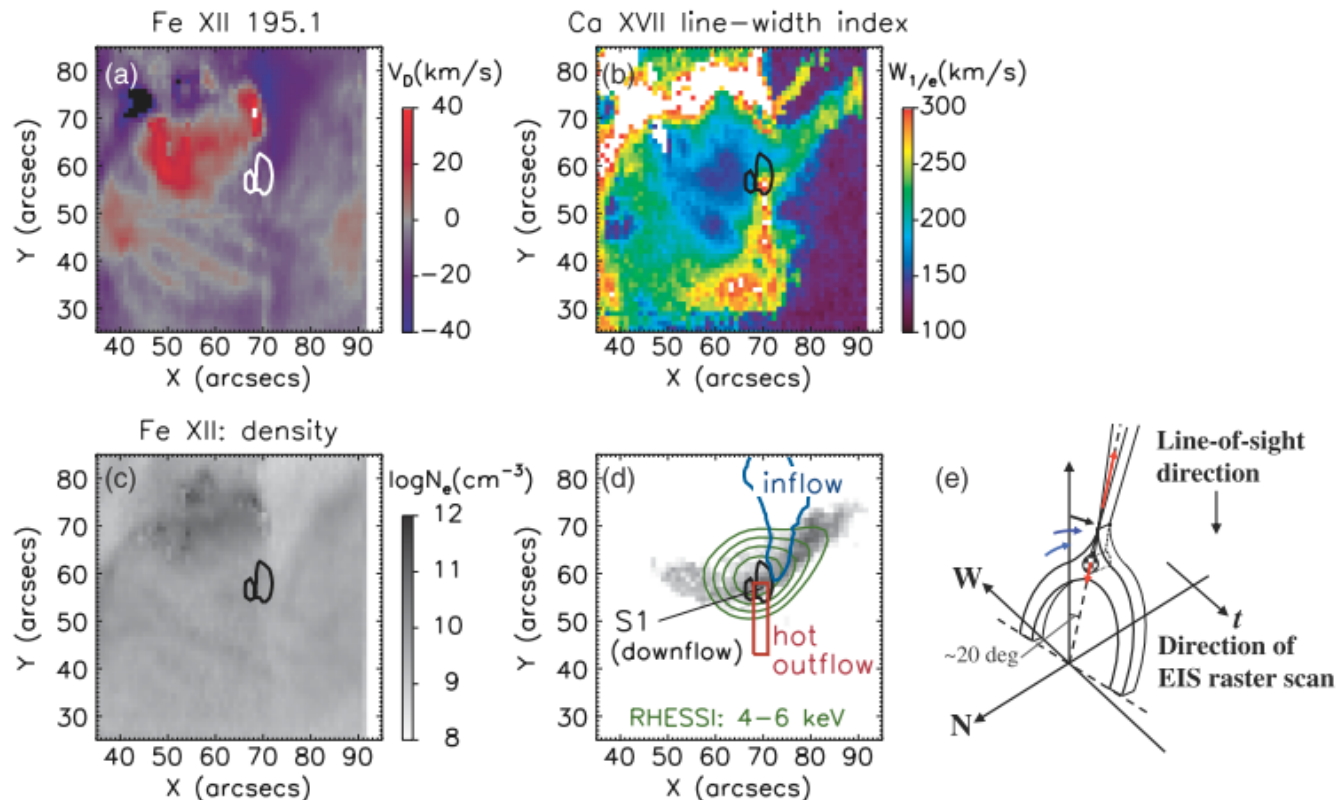 Fe XII 195.1
(a)
V_D(km/s)
40
20
0
−20
−40
80
70
60
50
40
30
Y (arcsecs)
40 50 60 70 80 90
X (arcsecs)
Ca XVII line−width index
(b)
W_1/e(km/s)
300
250
200
150
100
80
70
60
50
40
30
Y (arcsecs)
40 50 60 70 80 90
X (arcsecs)
Fe XII: density
(c)
logN_e(cm^−3)
12
11
10
9
8
80
70
60
50
40
30
Y (arcsecs)
40 50 60 70 80 90
X (arcsecs)
(d)
inflow
S1
(downflow)
hot
outflow
RHESSI: 4−6 keV
80
70
60
50
40
30
Y (arcsecs)
40 50 60 70 80 90
X (arcsecs)
(e)
Line-of-sight
direction
W
t
~20 deg
Direction of
EIS raster scan
N